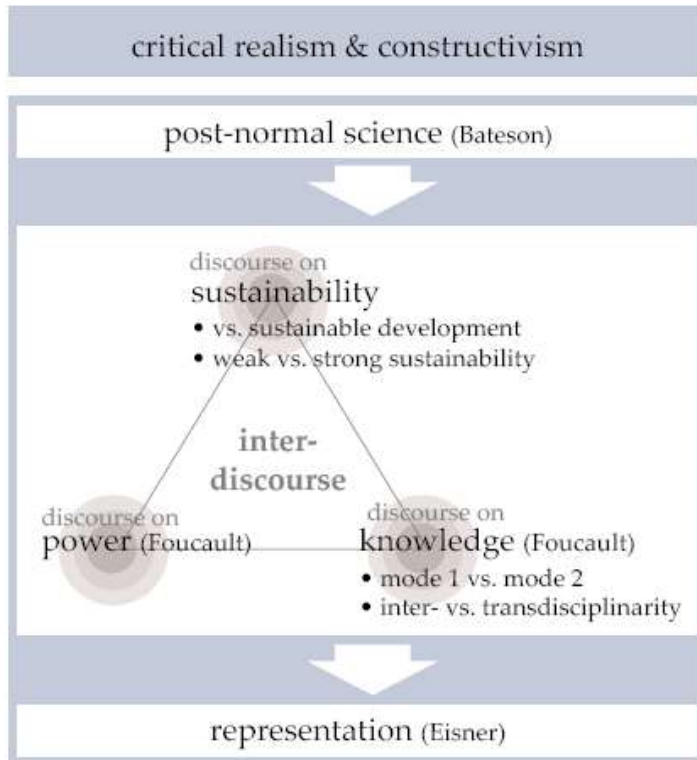 critical realism & constructivism
post-normal science (Bateson)
discourse on
sustainability
• vs. sustainable development
• weak vs. strong sustainability
inter-
discourse
discourse on
power (Foucault)
discourse on
knowledge (Foucault)
• mode 1 vs. mode 2
• inter- vs. transdisciplinarity
representation (Eisner)